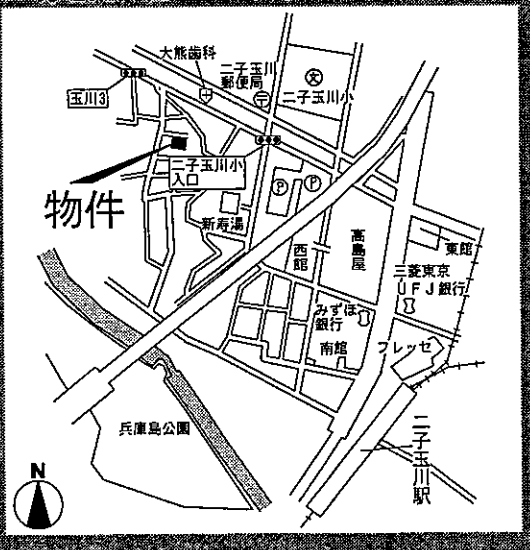 大熊歯科
玉川3
二子玉川
郵便局
〒
文
二子玉川小
二子玉川小
入口
物件
P
P
新寿湯
西館
高島屋
東館
三菱東京
UFJ銀行
みずほ
銀行
南館
フレッセ
兵庫島公園
二子玉川駅
N